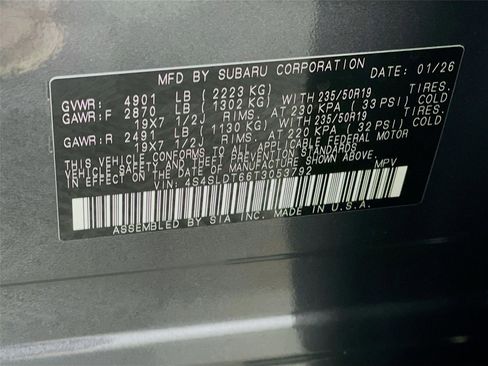 MFD BY SUBARU CORPORATION DATE: 01/26
GVWR: 4901 LB (2223 KG)
GAWR:F 2870 LB (1302 KG) WITH 235/50R19 TIRES.
19X7 1/2J RIMS. AT 230 KPA (33 PSI) COLD
GAWR:R 2491 LB (1130 KG) WITH 235/50R19 TIRES.
19X7 1/2J RIMS. AT 220 KPA (32 PSI) COLD
THIS VEHICLE CONFORMS TO ALL APPLICABLE FEDERAL MOTOR
VEHICLE SAFETY, BUMPER, AND THEFT PREVENTION STANDARDS
IN EFFECT ON THE DATE OF MANUFACTURE SHOWN ABOVE.
VIN: 4S4SLDT66T3053792 MPV
ASSEMBLED BY SIA INC. MADE IN U.S.A.